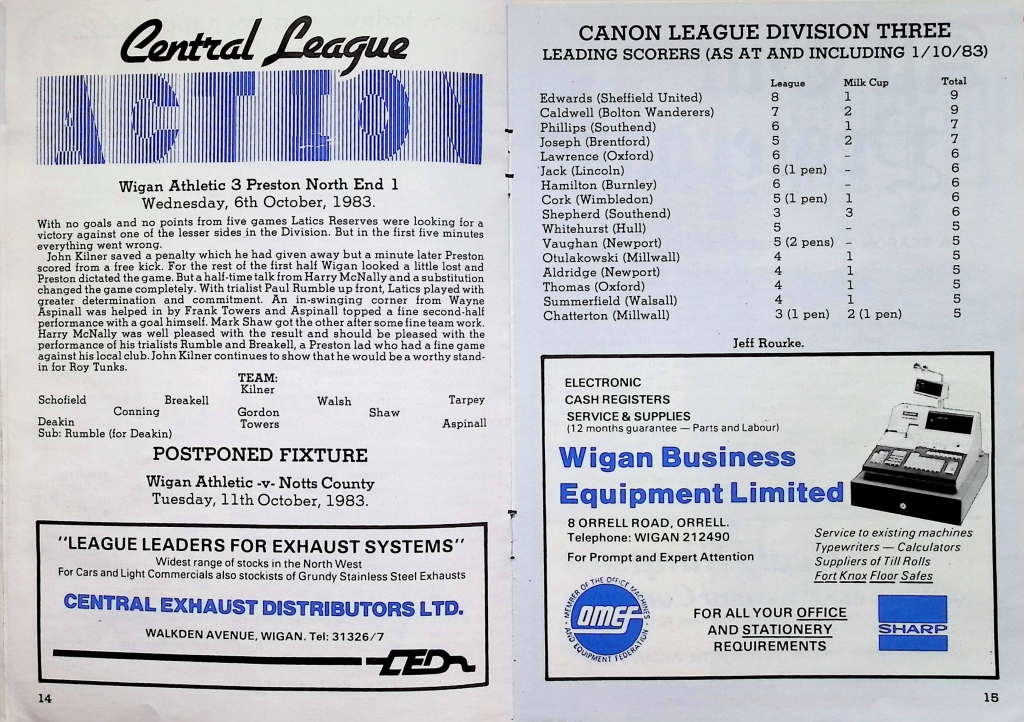 Central League
ACTION
Wigan Athletic 3 Preston North End 1
Wednesday, 6th October, 1983.
With no goals and no points from five games Latics Reserves were looking for a
victory against one of the lesser sides in the Division. But in the first five minutes
everything went wrong.
John Kilner saved a penalty which he had given away but a minute later Preston
scored from a free kick. For the rest of the first half Wigan looked a little lost and
Preston dictated the game. But a half-time talk from Harry McNally and a substitution
changed the game completely. With trialist Paul Rumble up front, Latics played with
greater determination and commitment. An in-swinging corner from Wayne
Aspinall was helped in by Frank Towers and Aspinall topped a fine second-half
performance with a goal himself. Mark Shaw got the other after some fine team work.
Harry McNally was well pleased with the result and should be pleased with the
performance of his trialists Rumble and Breakell, a Preston lad who had a fine game
against his local club. John Kilner continues to show that he would be a worthy stand-
in for Roy Tunks.
TEAM:
Kilner
Schofield Breakell Walsh Tarpey
Conning Gordon Shaw
Deakin Towers Aspinall
Sub: Rumble (for Deakin)
POSTPONED FIXTURE
Wigan Athletic -v- Notts County
Tuesday, 11th October, 1983.
"LEAGUE LEADERS FOR EXHAUST SYSTEMS"
Widest range of stocks in the North West
For Cars and Light Commercials also stockists of Grundy Stainless Steel Exhausts
CENTRAL EXHAUST DISTRIBUTORS LTD.
WALKDEN AVENUE, WIGAN. Tel: 31326/7
CED
14
CANON LEAGUE DIVISION THREE
LEADING SCORERS (AS AT AND INCLUDING 1/10/83)
League Milk Cup Total
Edwards (Sheffield United) 8 1 9
Caldwell (Bolton Wanderers) 7 2 9
Phillips (Southend) 6 1 7
Joseph (Brentford) 5 2 7
Lawrence (Oxford) 6 – 6
Jack (Lincoln) 6 (1 pen) – 6
Hamilton (Burnley) 6 – 6
Cork (Wimbledon) 5 (1 pen) 1 6
Shepherd (Southend) 3 3 6
Whitehurst (Hull) 5 – 5
Vaughan (Newport) 5 (2 pens) – 5
Otulakowski (Millwall) 4 1 5
Aldridge (Newport) 4 1 5
Thomas (Oxford) 4 1 5
Summerfield (Walsall) 4 1 5
Chatterton (Millwall) 3 (1 pen) 2 (1 pen) 5
Jeff Rourke.
ELECTRONIC
CASH REGISTERS
SERVICE & SUPPLIES
(12 months guarantee — Parts and Labour)
Wigan Business
Equipment Limited
8 ORRELL ROAD, ORRELL.
Telephone: WIGAN 212490
For Prompt and Expert Attention
Service to existing machines
Typewriters — Calculators
Suppliers of Till Rolls
Fort Knox Floor Safes
MEMBER OF THE OFFICE MACHINES
omef
AND EQUIPMENT FEDERATION
FOR ALL YOUR OFFICE
AND STATIONERY
REQUIREMENTS
SHARP
15